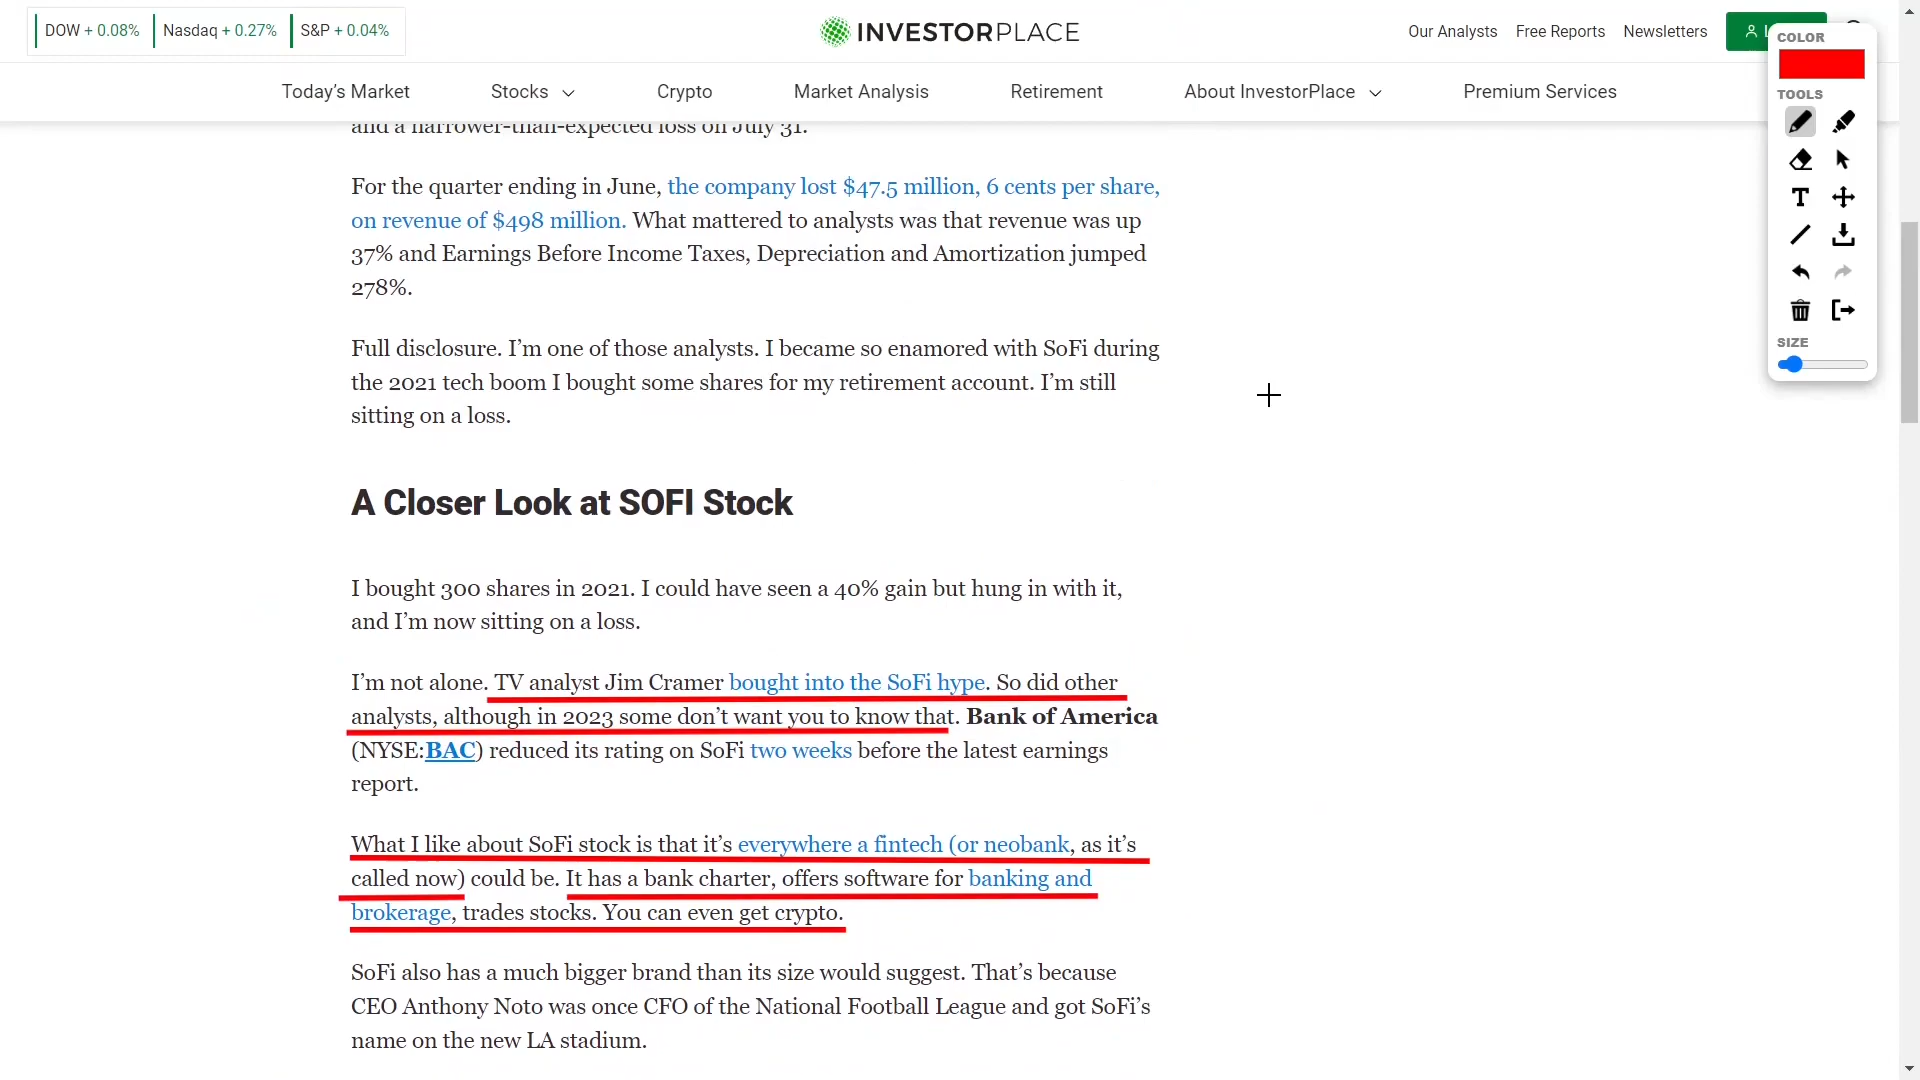 DOW + 0.08% Nasdaq + 0.27% S&P + 0.04%
INVESTORPLACE
Our Analysts Free Reports Newsletters
COLOR
Today’s Market Stocks Crypto Market Analysis Retirement About InvestorPlace Premium Services
TOOLS
SIZE
and a narrower-than-expected loss on July 31.
For the quarter ending in June, the company lost $47.5 million, 6 cents per share,
on revenue of $498 million. What mattered to analysts was that revenue was up
37% and Earnings Before Income Taxes, Depreciation and Amortization jumped
278%.
Full disclosure. I’m one of those analysts. I became so enamored with SoFi during
the 2021 tech boom I bought some shares for my retirement account. I’m still
sitting on a loss.
A Closer Look at SOFI Stock
I bought 300 shares in 2021. I could have seen a 40% gain but hung in with it,
and I’m now sitting on a loss.
I’m not alone. TV analyst Jim Cramer bought into the SoFi hype. So did other
analysts, although in 2023 some don’t want you to know that. Bank of America
(NYSE:BAC) reduced its rating on SoFi two weeks before the latest earnings
report.
What I like about SoFi stock is that it’s everywhere a fintech (or neobank, as it’s
called now) could be. It has a bank charter, offers software for banking and
brokerage, trades stocks. You can even get crypto.
SoFi also has a much bigger brand than its size would suggest. That’s because
CEO Anthony Noto was once CFO of the National Football League and got SoFi’s
name on the new LA stadium.